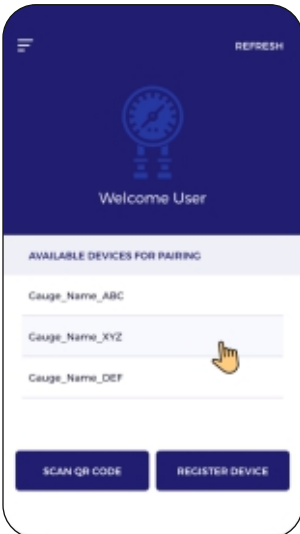 REFRESH
Welcome User
AVAILABLE DEVICES FOR PAIRING
Gauge_Name_ABC
Gauge_Name_XYZ
Gauge_Name_DEF
SCAN QR CODE REGISTER DEVICE